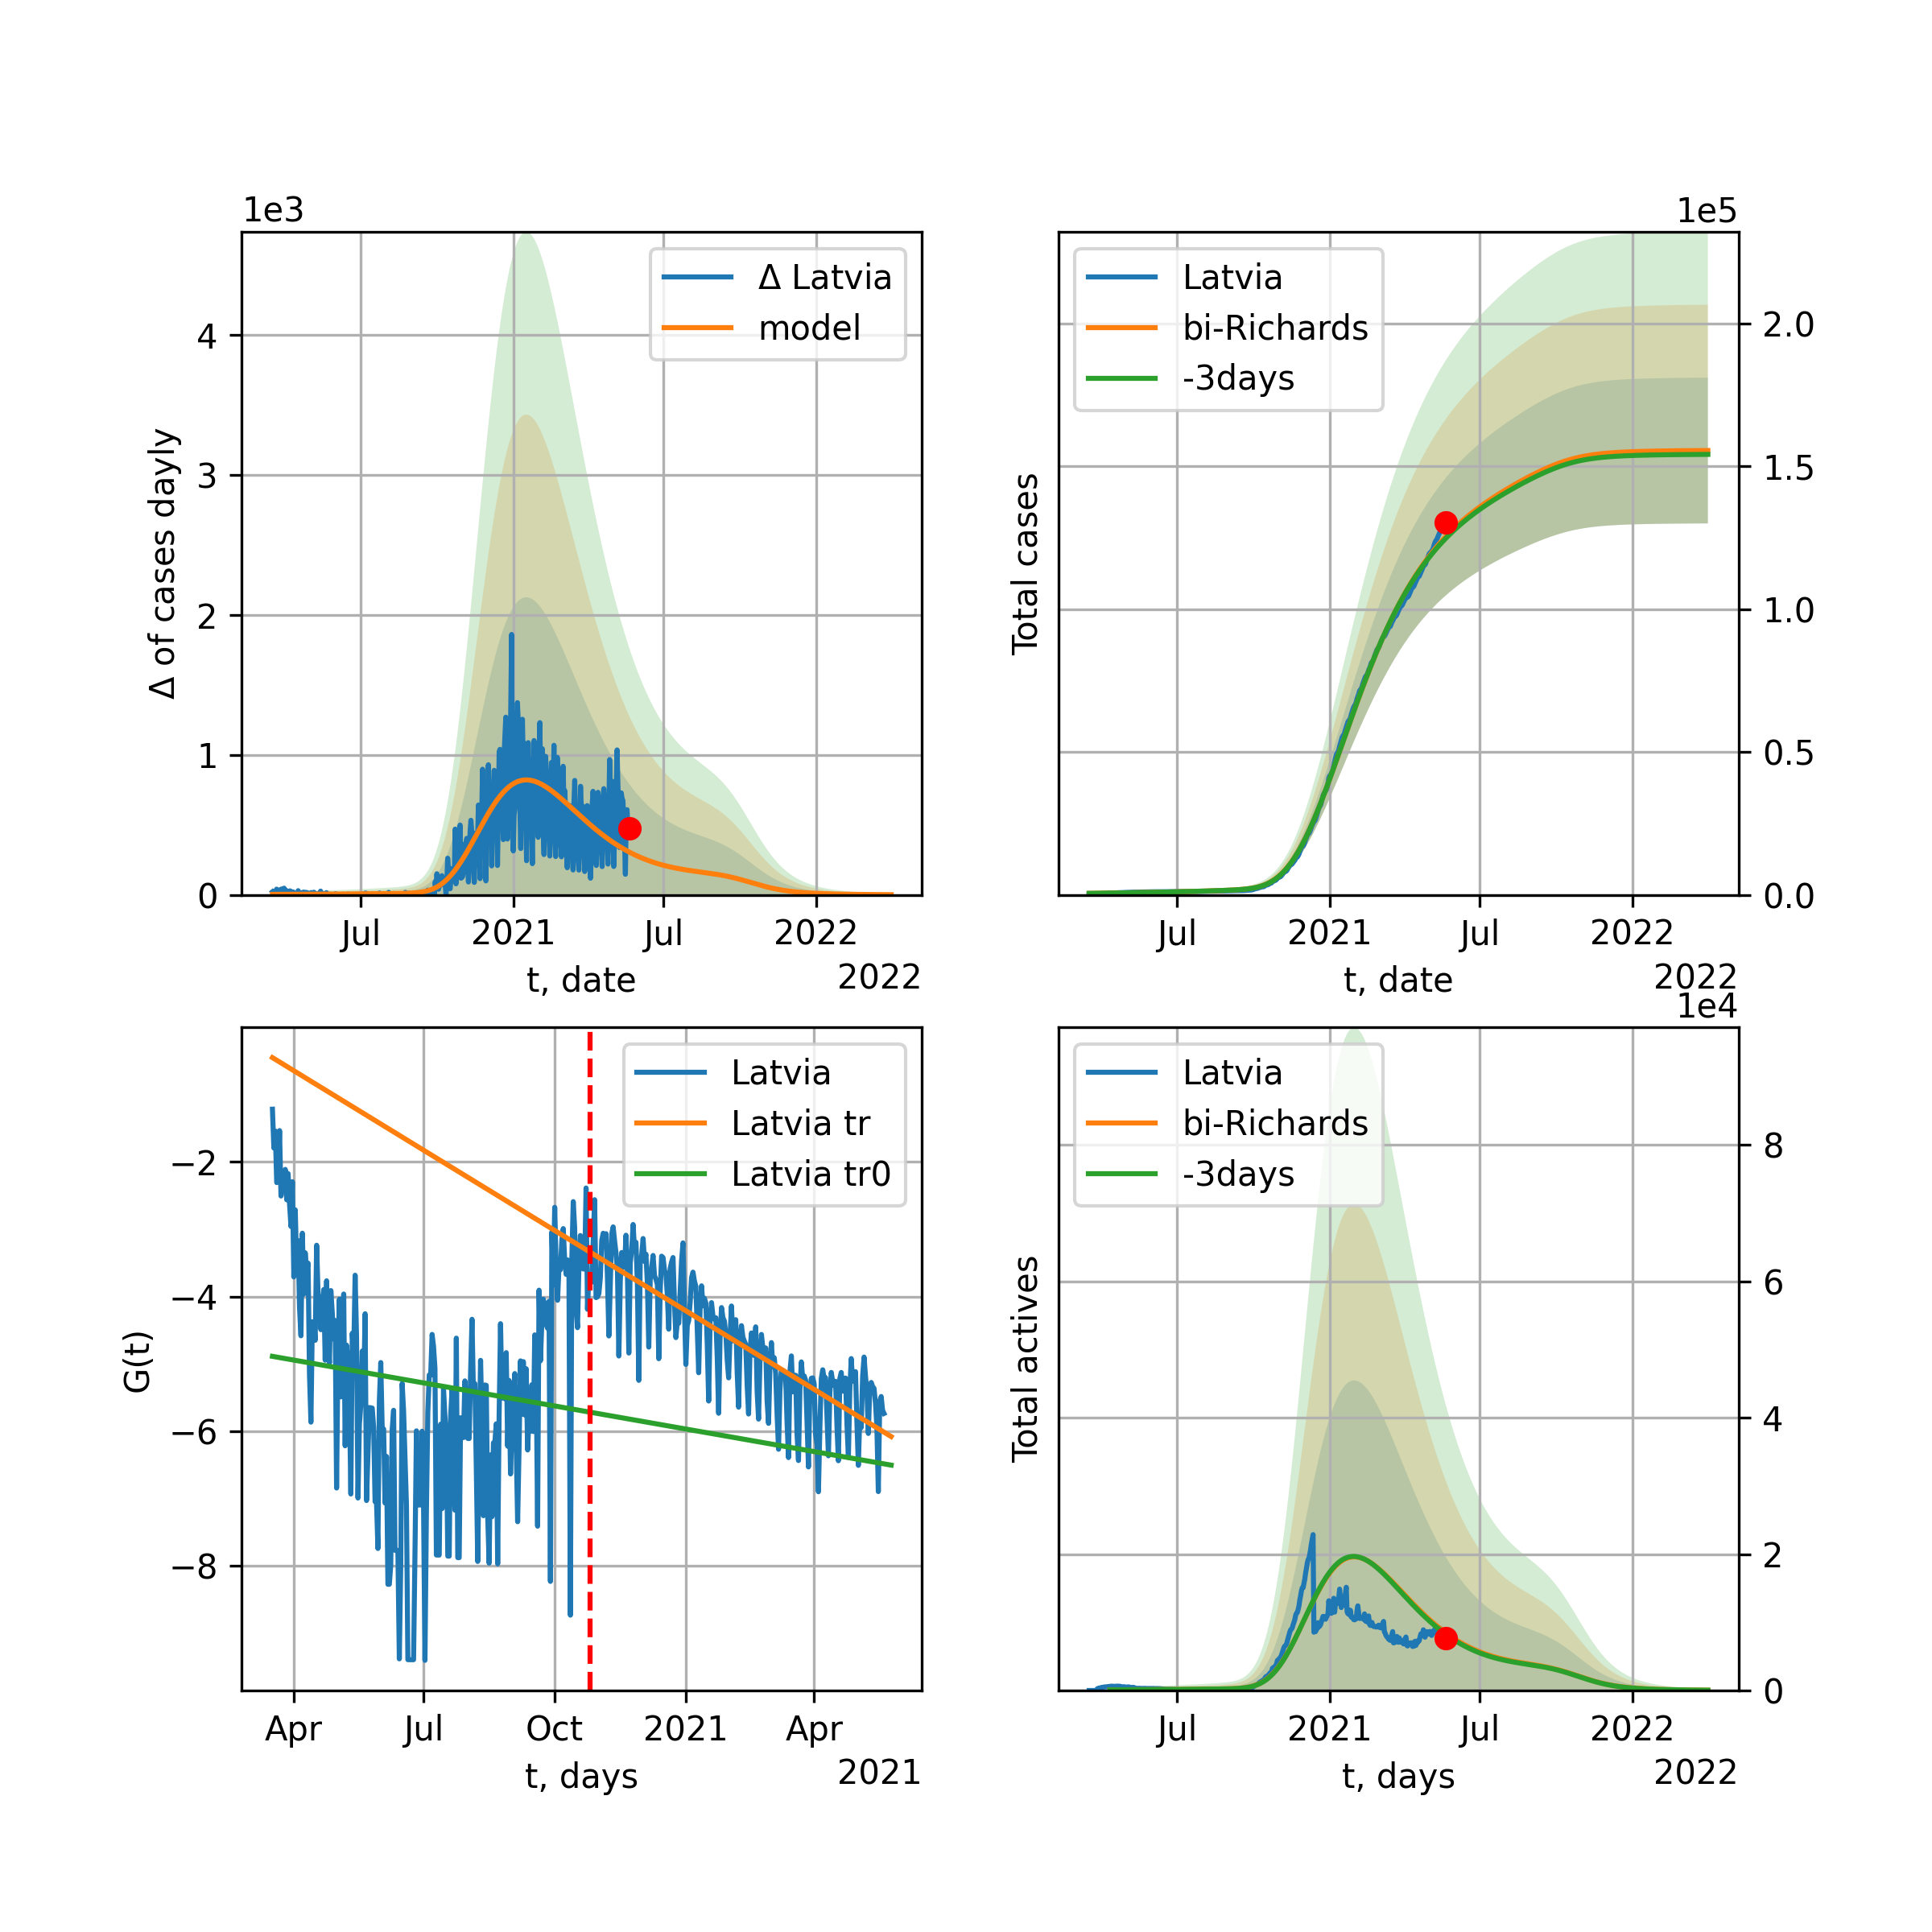 1e3
Δ Latvia
model
4
3
2
1
0
Δ of cases dayly
Jul
2021
Jul
2022
t, date
2022
1e5
Latvia
bi-Richards
-3days
Total cases
2.0
1.5
1.0
0.5
0.0
Jul
2021
Jul
2022
t, date
2022
Latvia
Latvia tr
Latvia tr0
−2
−4
−6
−8
G(t)
Apr
Jul
Oct
2021
Apr
t, days
2021
1e4
Latvia
bi-Richards
-3days
Total actives
8
6
4
2
0
Jul
2021
Jul
2022
t, days
2022